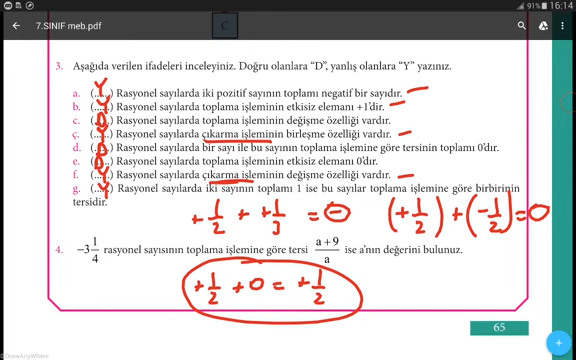 91% 16:14
7.SINIF meb.pdf
C
3. Aşağıda verilen ifadeleri inceleyiniz. Doğru olanlara “D”, yanlış olanlara “Y” yazınız.
a. (..Y..) Rasyonel sayılarda iki pozitif sayının toplamı negatif bir sayıdır. —
b. (..Y..) Rasyonel sayılarda toplama işleminin etkisiz elemanı +1'dir. —
c. (..D..) Rasyonel sayılarda toplama işleminin değişme özelliği vardır.
ç. (..Y..) Rasyonel sayılarda çıkarma işleminin birleşme özelliği vardır. —
d. (..D..) Rasyonel sayılarda bir sayı ile bu sayının toplama işlemine göre tersinin toplamı 0'dır.
e. (..D..) Rasyonel sayılarda toplama işleminin etkisiz elemanı 0'dır.
f. (..Y..) Rasyonel sayılarda çıkarma işleminin değişme özelliği vardır. —
g. (..Y..) Rasyonel sayılarda iki sayının toplamı 1 ise bu sayılar toplama işlemine göre birbirinin
tersidir.
+1/2 + +1/3 = - (+1/2) + (-1/2) = 0
4. -3 1/4 rasyonel sayısının toplama işlemine göre tersi (a + 9)/a ise a'nın değerini bulunuz.
+1/2 + 0 = +1/2
65
©DrawAnyWhere
+